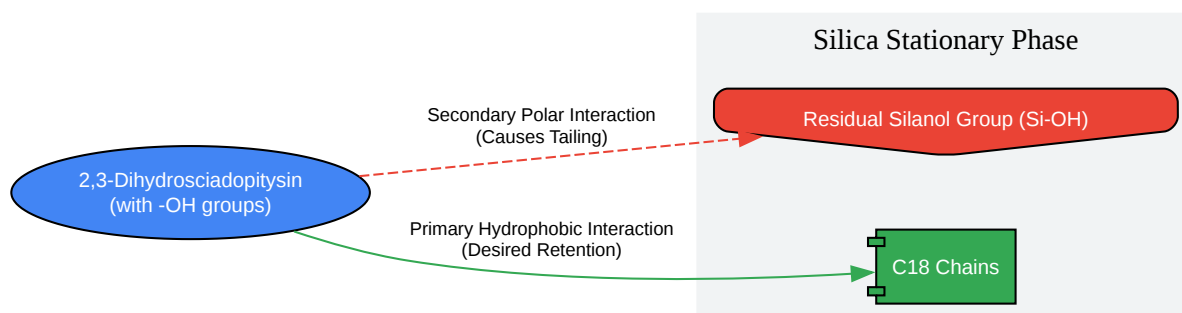 Silica Stationary Phase
Secondary Polar Interaction
(Causes Tailing)
Residual Silanol Group (Si-OH)
2,3-Dihydrosciadopitysin
(with -OH groups)
Primary Hydrophobic Interaction
(Desired Retention)
C18 Chains